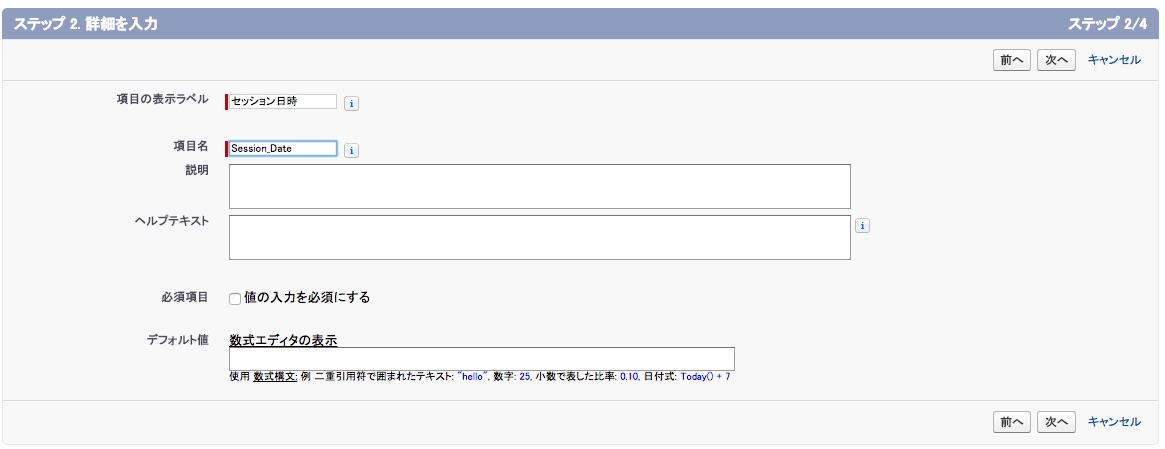 ステップ 2. 詳細を入力 ステップ 2/4
前へ 次へ キャンセル
項目の表示ラベル セッション日時 i
項目名 Session_Date i
説明
ヘルプテキスト i
必須項目 値の入力を必須にする
デフォルト値 数式エディタの表示
使用 数式構文: 例 二重引用符で囲まれたテキスト: "hello", 数字: 25, 小数で表した比率: 0.10, 日付式: Today() + 7
前へ 次へ キャンセル